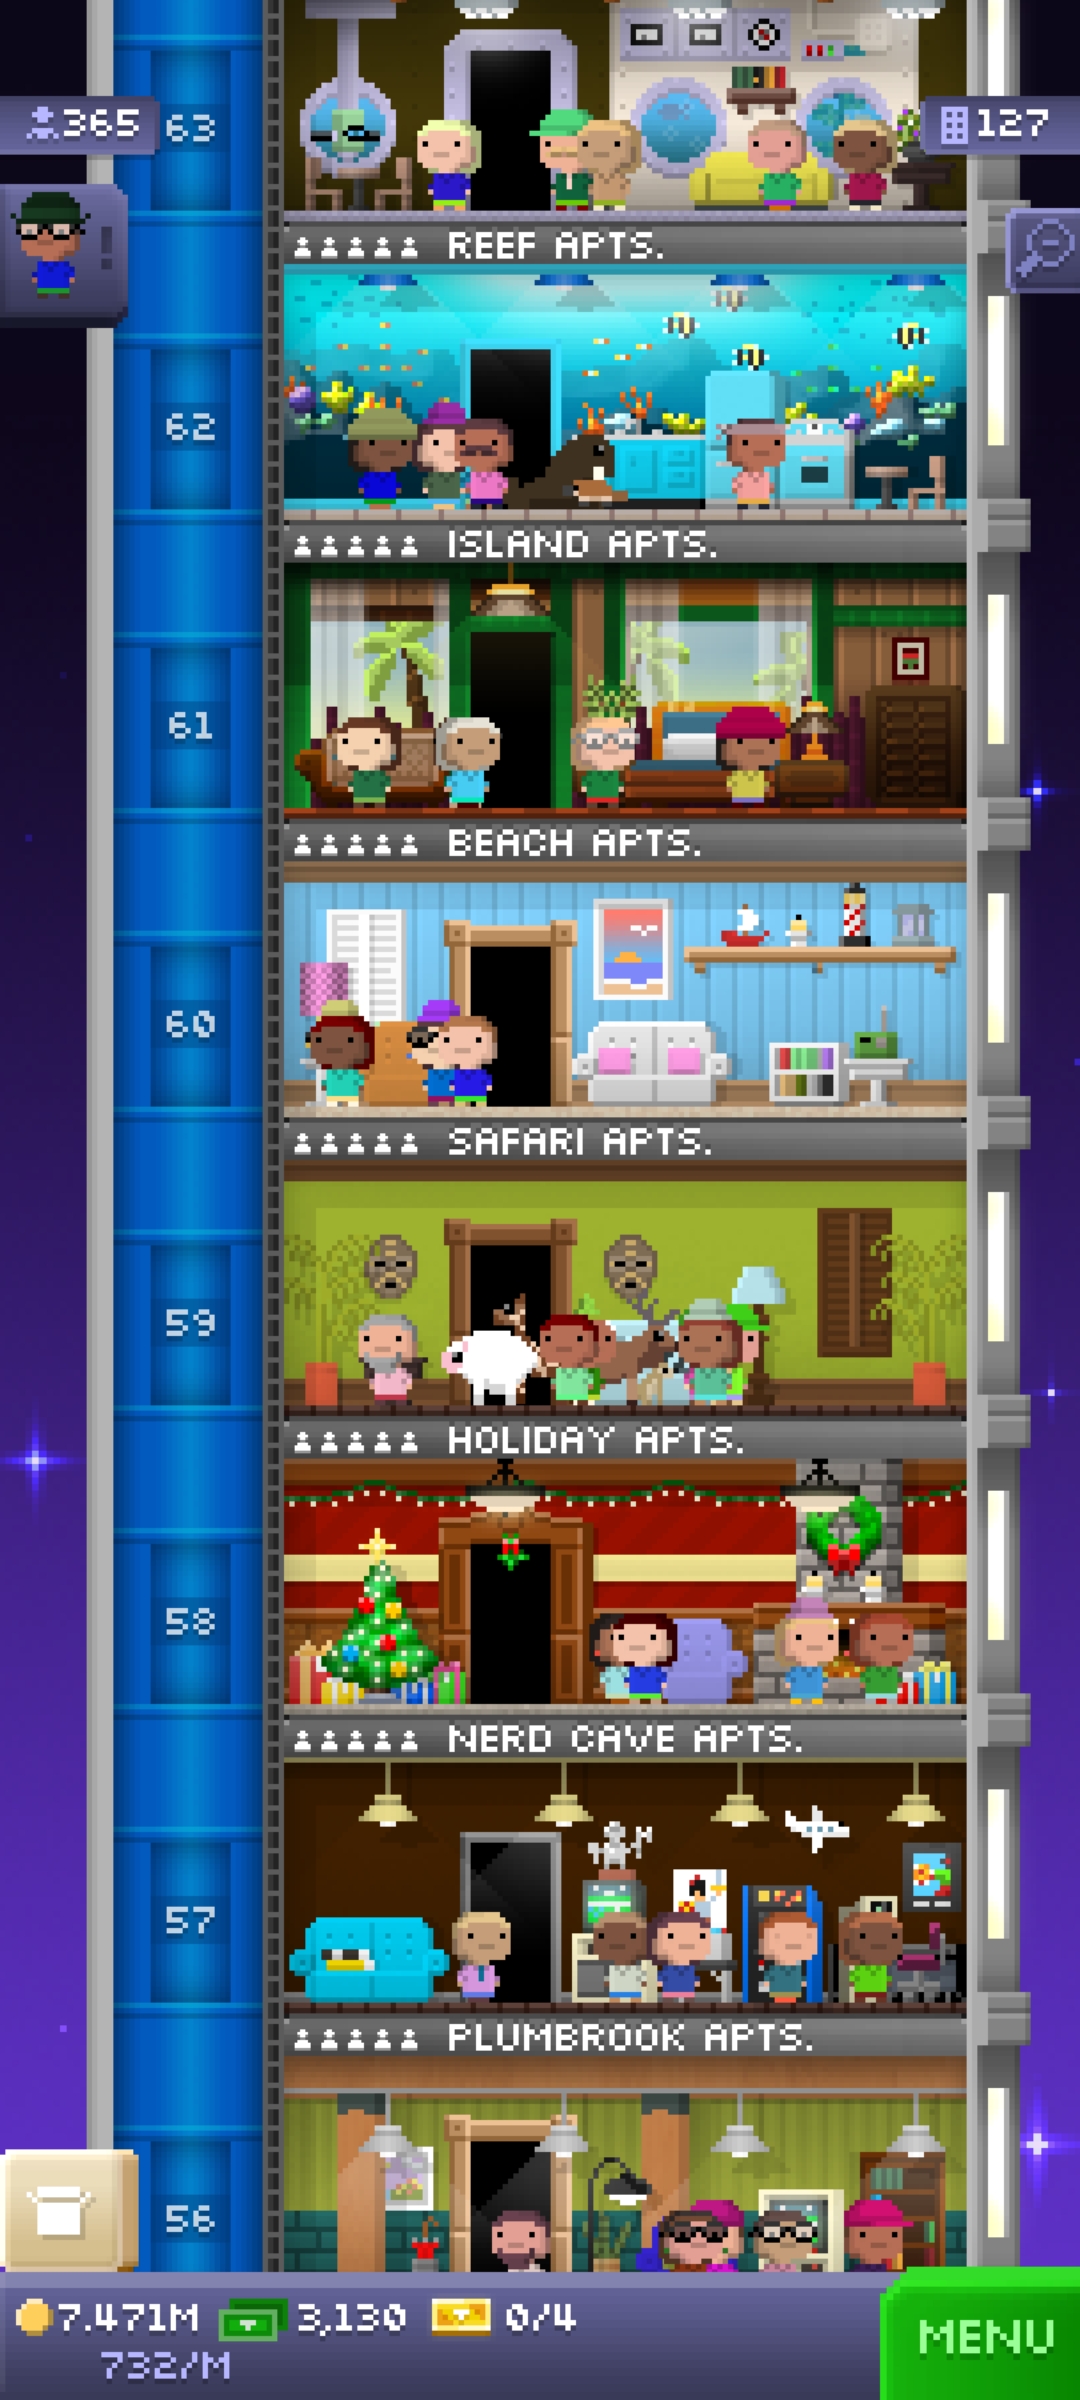 365
63
127
!
REEF APTS.
62
ISLAND APTS.
61
BEACH APTS.
60
SAFARI APTS.
59
HOLIDAY APTS.
58
NERD CAVE APTS.
57
PLUMBROOK APTS.
56
7.471M 3,130 0/4
732/M
MENU